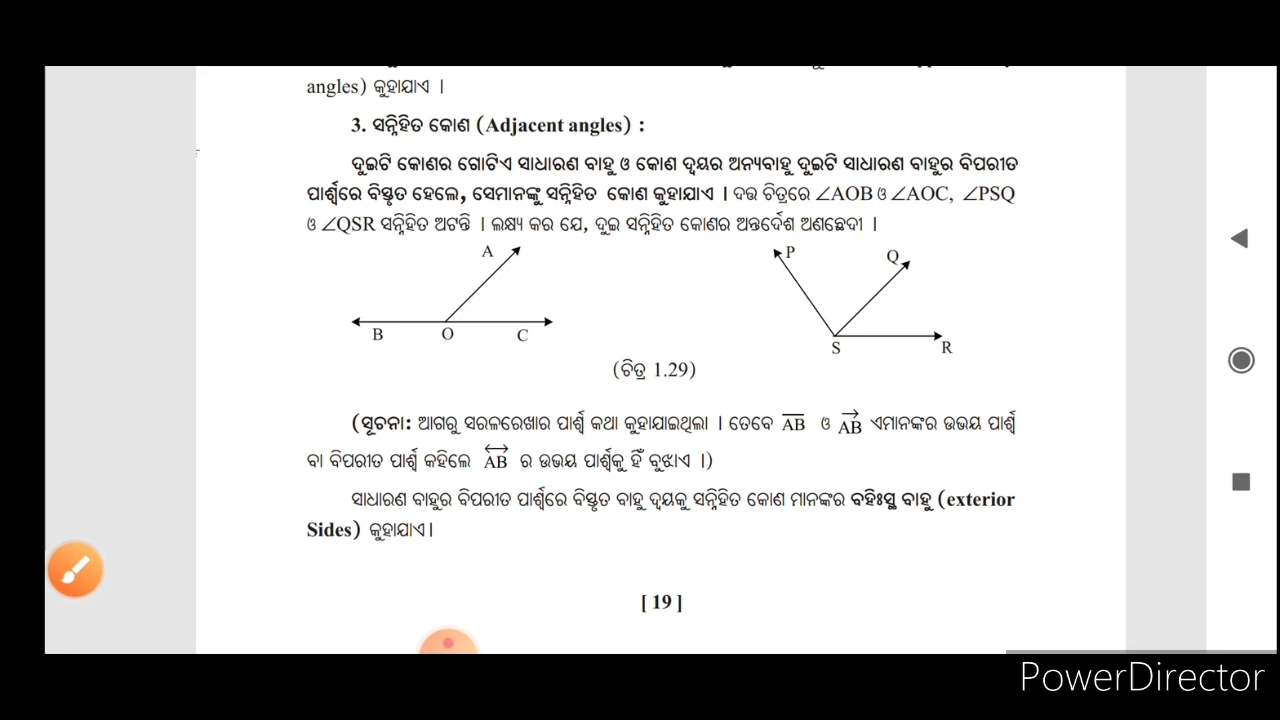 angles) କୁହାଯାଏ ।
3. ସନ୍ନିହିତ କୋଣ (Adjacent angles) :
ଦୁଇଟି କୋଣର ଗୋଟିଏ ସାଧାରଣ ବାହୁ ଓ କୋଣ ଦ୍ୱୟର ଅନ୍ୟବାହୁ ଦୁଇଟି ସାଧାରଣ ବାହୁର ବିପରୀତ
ପାର୍ଶ୍ୱରେ ବିସ୍ତୃତ ହେଲେ, ସେମାନଙ୍କୁ ସନ୍ନିହିତ କୋଣ କୁହାଯାଏ । ଦତ୍ତ ଚିତ୍ରରେ ∠AOB ଓ ∠AOC, ∠PSQ
ଓ ∠QSR ସନ୍ନିହିତ ଅଟନ୍ତି । ଲକ୍ଷ୍ୟ କର ଯେ, ଦୁଇ ସନ୍ନିହିତ କୋଣର ଅନ୍ତର୍ଦେଶ ଅଣଛେଦୀ ।
A P Q
B O C S R
(ଚିତ୍ର 1.29)
(ସୂଚନା: ଆଗରୁ ସରଳରେଖାର ପାର୍ଶ୍ୱ କଥା କୁହାଯାଇଥିଲା । ତେବେ A̅B̅ ଓ AB⃗ ଏମାନଙ୍କର ଉଭୟ ପାର୍ଶ୍ୱ
ବା ବିପରୀତ ପାର୍ଶ୍ୱ କହିଲେ AB⃡ ର ଉଭୟ ପାର୍ଶ୍ୱକୁ ହିଁ ବୁଝାଏ ।)
ସାଧାରଣ ବାହୁର ବିପରୀତ ପାର୍ଶ୍ୱରେ ବିସ୍ତୃତ ବାହୁ ଦ୍ୱୟକୁ ସନ୍ନିହିତ କୋଣ ମାନଙ୍କର ବହିଃସ୍ଥ ବାହୁ (exterior
Sides) କୁହାଯାଏ।
[ 19 ]
PowerDirector